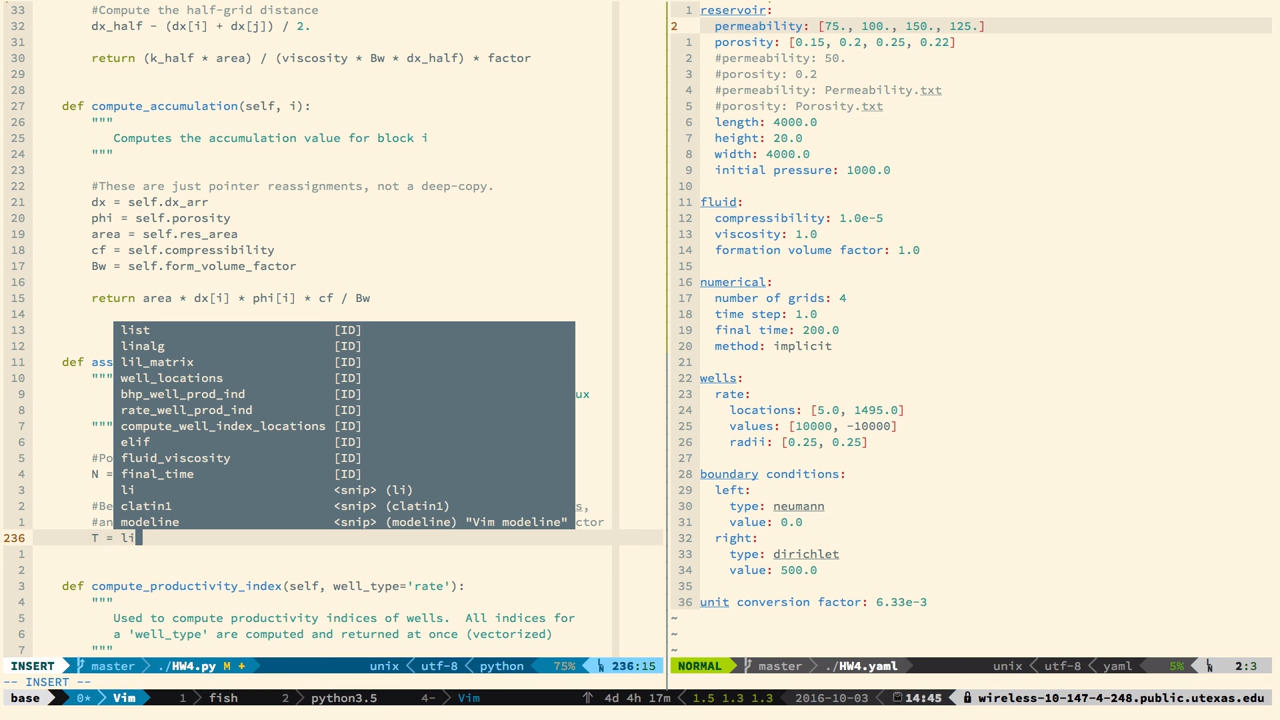 33 #Compute the half-grid distance
32 dx_half - (dx[i] + dx[j]) / 2.
31
30 return (k_half * area) / (viscosity * Bw * dx_half) * factor
29
28
27 def compute_accumulation(self, i):
26 """
25 Computes the accumulation value for block i
24 """
23
22 #These are just pointer reassignments, not a deep-copy.
21 dx = self.dx_arr
20 phi = self.porosity
19 area = self.res_area
18 cf = self.compressibility
17 Bw = self.form_volume_factor
16
15 return area * dx[i] * phi[i] * cf / Bw
14
13 list [ID]
12 linalg [ID]
11 def ass lil_matrix [ID]
10 """ well_locations [ID]
9 bhp_well_prod_ind [ID] ux
8 rate_well_prod_ind [ID]
7 """ compute_well_index_locations [ID]
6 elif [ID]
5 #Po fluid_viscosity [ID]
4 N = final_time [ID]
3 li <snip> (li)
2 #Be clatin1 <snip> (clatin1) s,
1 #an modeline <snip> (modeline) "Vim modeline" ctor
236 T = li
1
2
3 def compute_productivity_index(self, well_type='rate'):
4 """
5 Used to compute productivity indices of wells.  All indices for
6 a 'well_type' are computed and returned at once (vectorized)
7 """
INSERT master ./HW4.py M + unix utf-8 python 75% 236:15
-- INSERT --
1 reservoir:
2 permeability: [75., 100., 150., 125.]
1 porosity: [0.15, 0.2, 0.25, 0.22]
2 #permeability: 50.
3 #porosity: 0.2
4 #permeability: Permeability.txt
5 #porosity: Porosity.txt
6 length: 4000.0
7 height: 20.0
8 width: 4000.0
9 initial pressure: 1000.0
10
11 fluid:
12 compressibility: 1.0e-5
13 viscosity: 1.0
14 formation volume factor: 1.0
15
16 numerical:
17 number of grids: 4
18 time step: 1.0
19 final time: 200.0
20 method: implicit
21
22 wells:
23 rate:
24 locations: [5.0, 1495.0]
25 values: [10000, -10000]
26 radii: [0.25, 0.25]
27
28 boundary conditions:
29 left:
30 type: neumann
31 value: 0.0
32 right:
33 type: dirichlet
34 value: 500.0
35
36 unit conversion factor: 6.33e-3
~
~
~
NORMAL master ./HW4.yaml unix utf-8 yaml 5% 2:3
base 0* Vim 1 fish 2 python3.5 4- Vim 4d 4h 17m 1.5 1.3 1.3 2016-10-03 14:45 wireless-10-147-4-248.public.utexas.edu